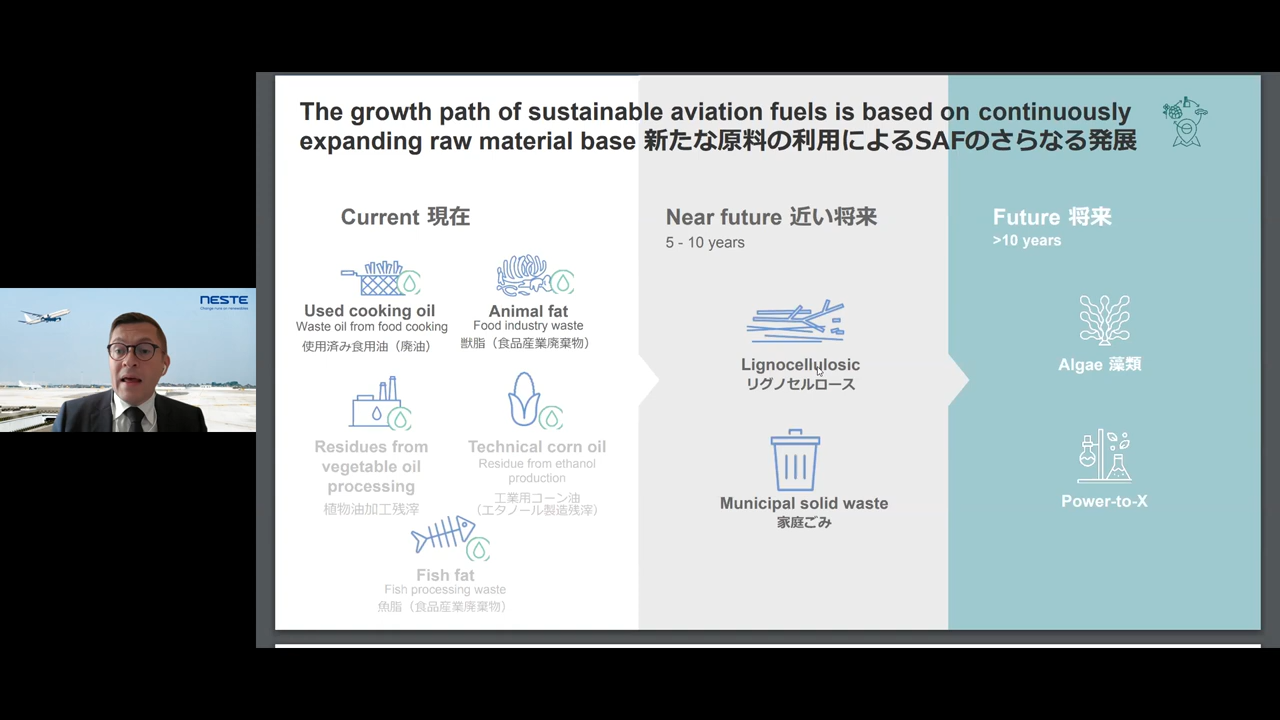 The growth path of sustainable aviation fuels is based on continuously
expanding raw material base 新たな原料の利用によるSAFのさらなる発展
Current 現在
Used cooking oil
Waste oil from food cooking
使用済み食用油（廃油）
Animal fat
Food industry waste
獣脂（食品産業廃棄物）
Residues from
vegetable oil
processing
植物油加工残滓
Technical corn oil
Residue from ethanol
production
工業用コーン油
（エタノール製造残滓）
Fish fat
Fish processing waste
魚脂（食品産業廃棄物）
Near future 近い将来
5 - 10 years
Lignocellulosic
リグノセルロース
Municipal solid waste
家庭ごみ
Future 将来
>10 years
Algae 藻類
Power-to-X
NESTE